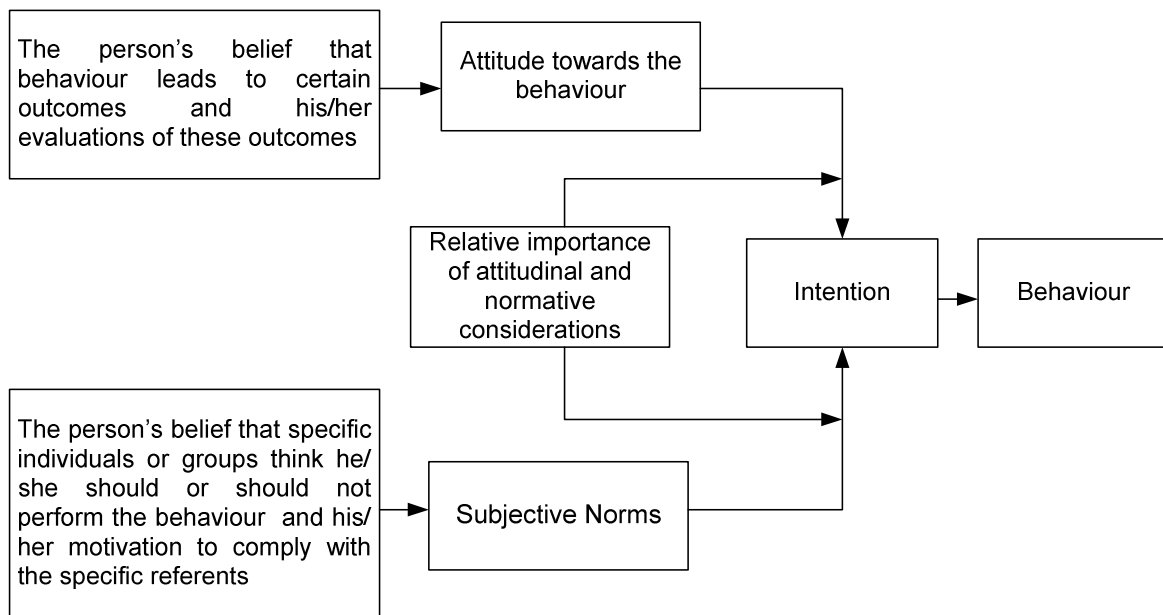 The person's belief that
behaviour leads to certain
outcomes and his/her
evaluations of these outcomes
Attitude towards the
behaviour
Relative importance
of attitudinal and
normative
considerations
Intention
Behaviour
The person's belief that specific
individuals or groups think he/
she should or should not
perform the behaviour and his/
her motivation to comply with
the specific referents
Subjective Norms